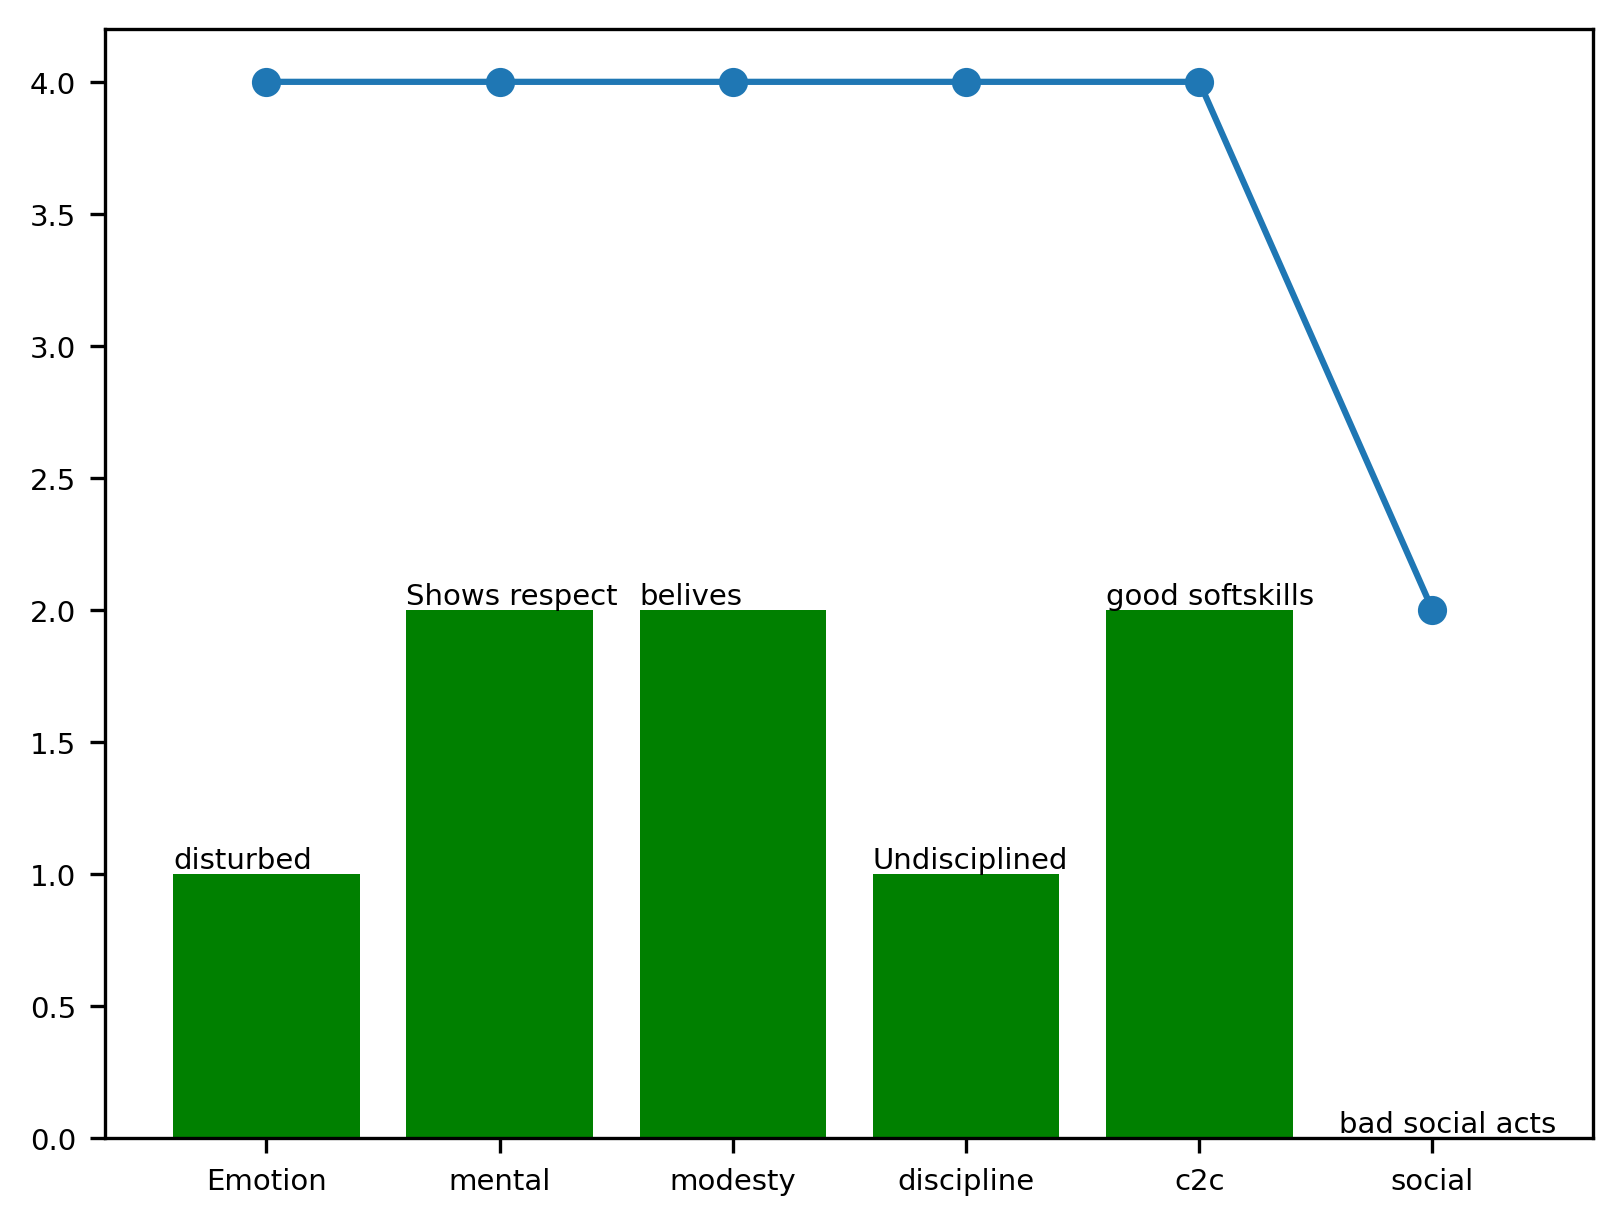 4.0
3.5
3.0
2.5
2.0
1.5
1.0
0.5
0.0
Shows respect belives good softskills
disturbed Undisciplined
bad social acts
Emotion mental modesty discipline c2c social